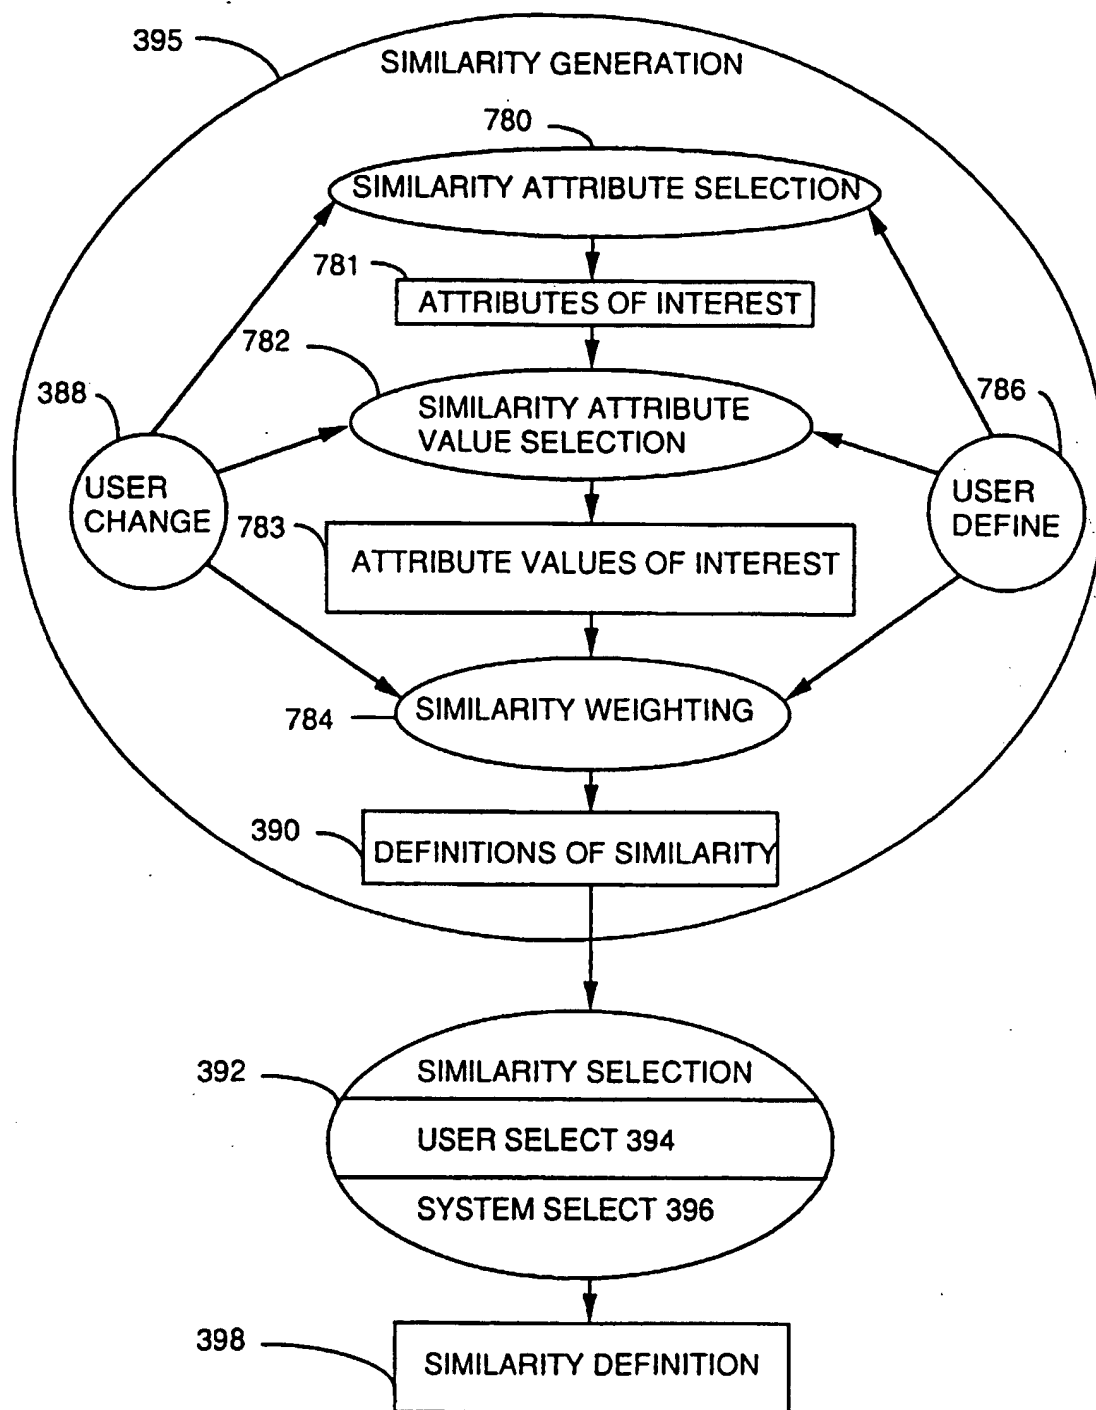 395
SIMILARITY GENERATION
780
SIMILARITY ATTRIBUTE SELECTION
781
ATTRIBUTES OF INTEREST
782
388
SIMILARITY ATTRIBUTE
VALUE SELECTION
786
USER
CHANGE
USER
DEFINE
783
ATTRIBUTE VALUES OF INTEREST
784
SIMILARITY WEIGHTING
390
DEFINITIONS OF SIMILARITY
392
SIMILARITY SELECTION
USER SELECT 394
SYSTEM SELECT 396
398
SIMILARITY DEFINITION